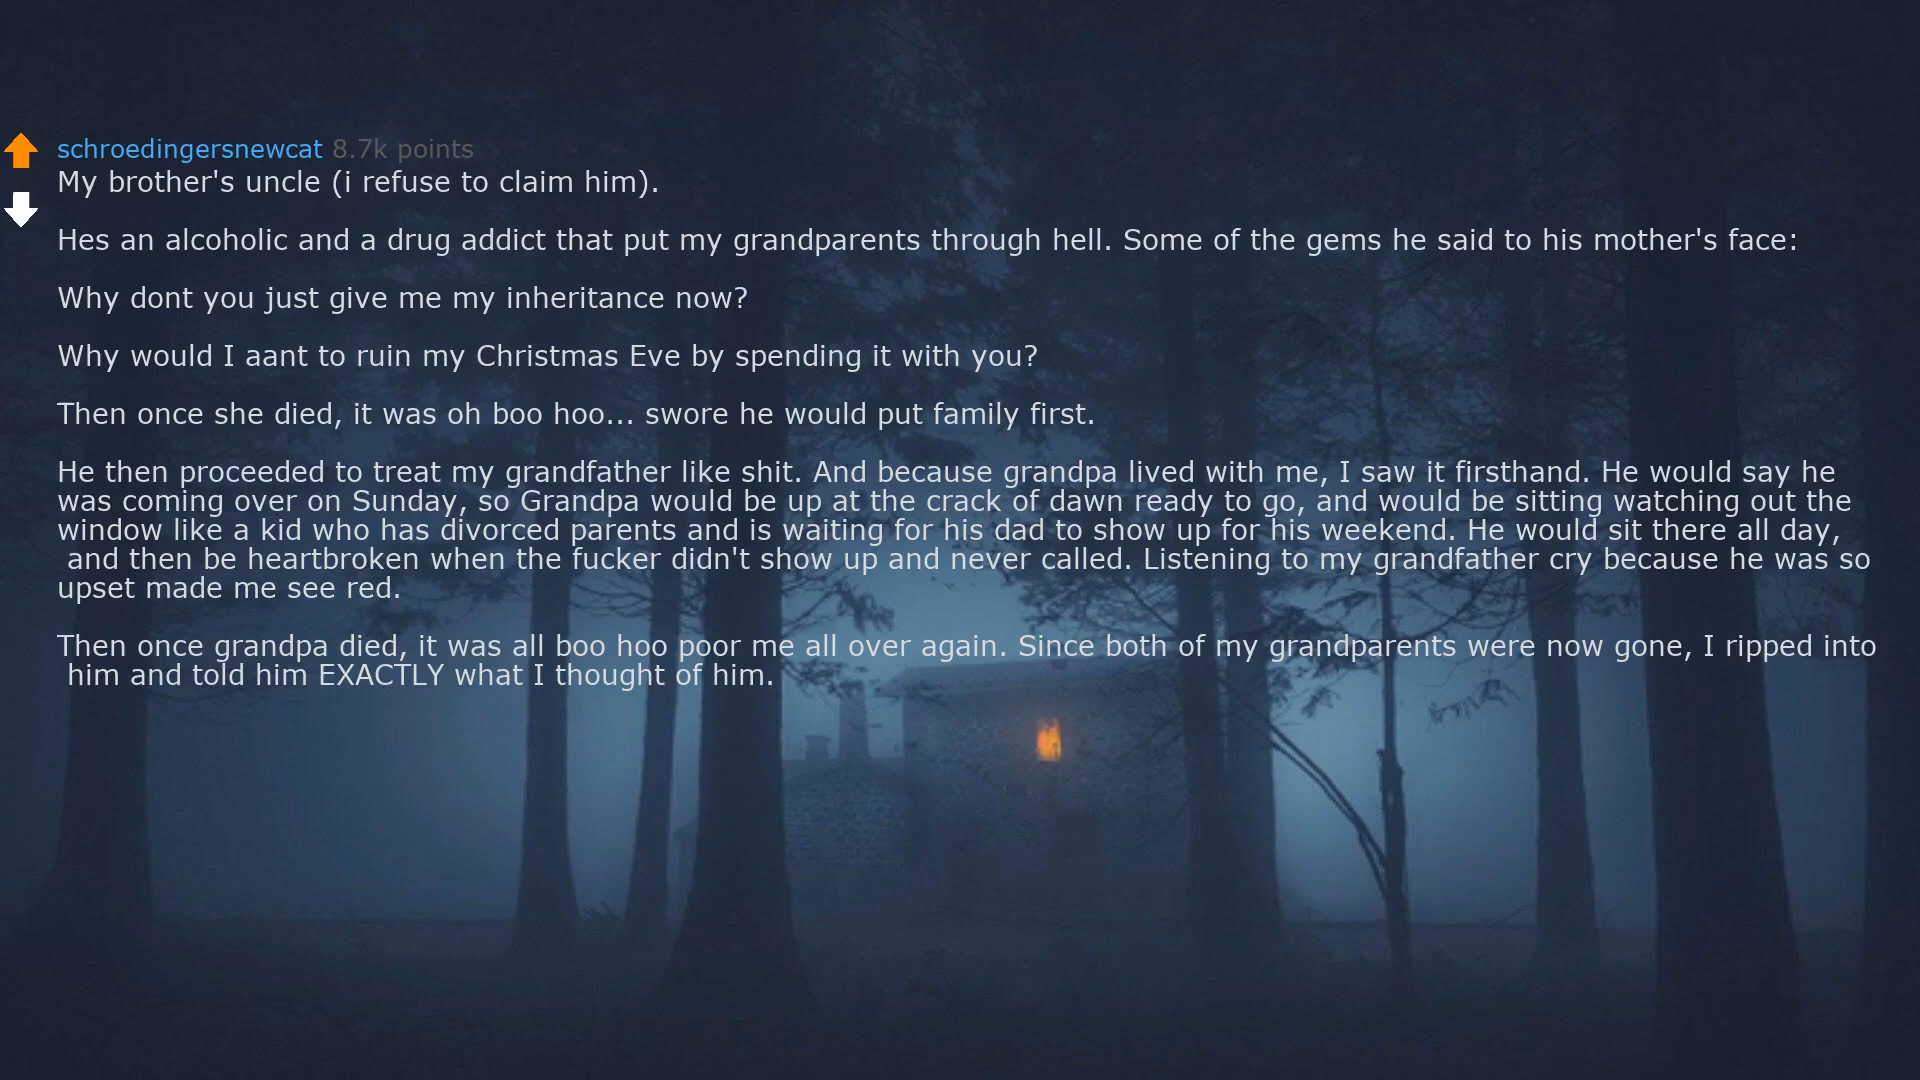 schroedingersnewcat 8.7k points
My brother's uncle (i refuse to claim him).
Hes an alcoholic and a drug addict that put my grandparents through hell. Some of the gems he said to his mother's face:
Why dont you just give me my inheritance now?
Why would I aant to ruin my Christmas Eve by spending it with you?
Then once she died, it was oh boo hoo... swore he would put family first.
He then proceeded to treat my grandfather like shit. And because grandpa lived with me, I saw it firsthand. He would say he
was coming over on Sunday, so Grandpa would be up at the crack of dawn ready to go, and would be sitting watching out the
window like a kid who has divorced parents and is waiting for his dad to show up for his weekend. He would sit there all day,
and then be heartbroken when the fucker didn't show up and never called. Listening to my grandfather cry because he was so
upset made me see red.
Then once grandpa died, it was all boo hoo poor me all over again. Since both of my grandparents were now gone, I ripped into
him and told him EXACTLY what I thought of him.